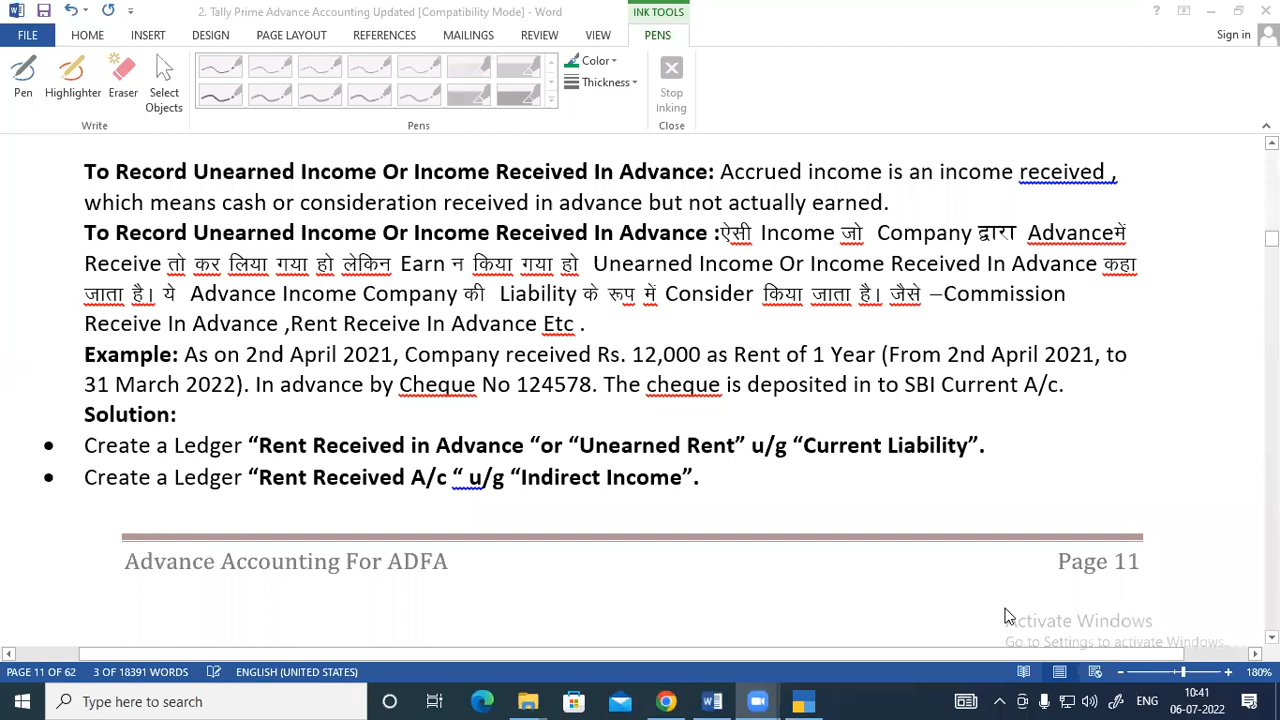 2. Tally Prime Advance Accounting Updated [Compatibility Mode] - Word
INK TOOLS
FILE HOME INSERT DESIGN PAGE LAYOUT REFERENCES MAILINGS REVIEW VIEW PENS Sign in
Pen Highlighter Eraser Select Objects Color Thickness Stop Inking
Write Pens Close
To Record Unearned Income Or Income Received In Advance: Accrued income is an income received ,
which means cash or consideration received in advance but not actually earned.
To Record Unearned Income Or Income Received In Advance :ऐसी Income जो Company द्वारा Advanceमें
Receive तो कर लिया गया हो लेकिन Earn न किया गया हो Unearned Income Or Income Received In Advance कहा
जाता है। ये Advance Income Company की Liability के रूप में Consider किया जाता है। जैसे –Commission
Receive In Advance ,Rent Receive In Advance Etc .
Example: As on 2nd April 2021, Company received Rs. 12,000 as Rent of 1 Year (From 2nd April 2021, to
31 March 2022). In advance by Cheque No 124578. The cheque is deposited in to SBI Current A/c.
Solution:
• Create a Ledger “Rent Received in Advance “or “Unearned Rent” u/g “Current Liability”.
• Create a Ledger “Rent Received A/c “ u/g “Indirect Income”.
Advance Accounting For ADFA Page 11
Activate Windows
Go to Settings to activate Windows.
PAGE 11 OF 62 3 OF 18391 WORDS ENGLISH (UNITED STATES) 180%
Type here to search ENG 10:41
06-07-2022